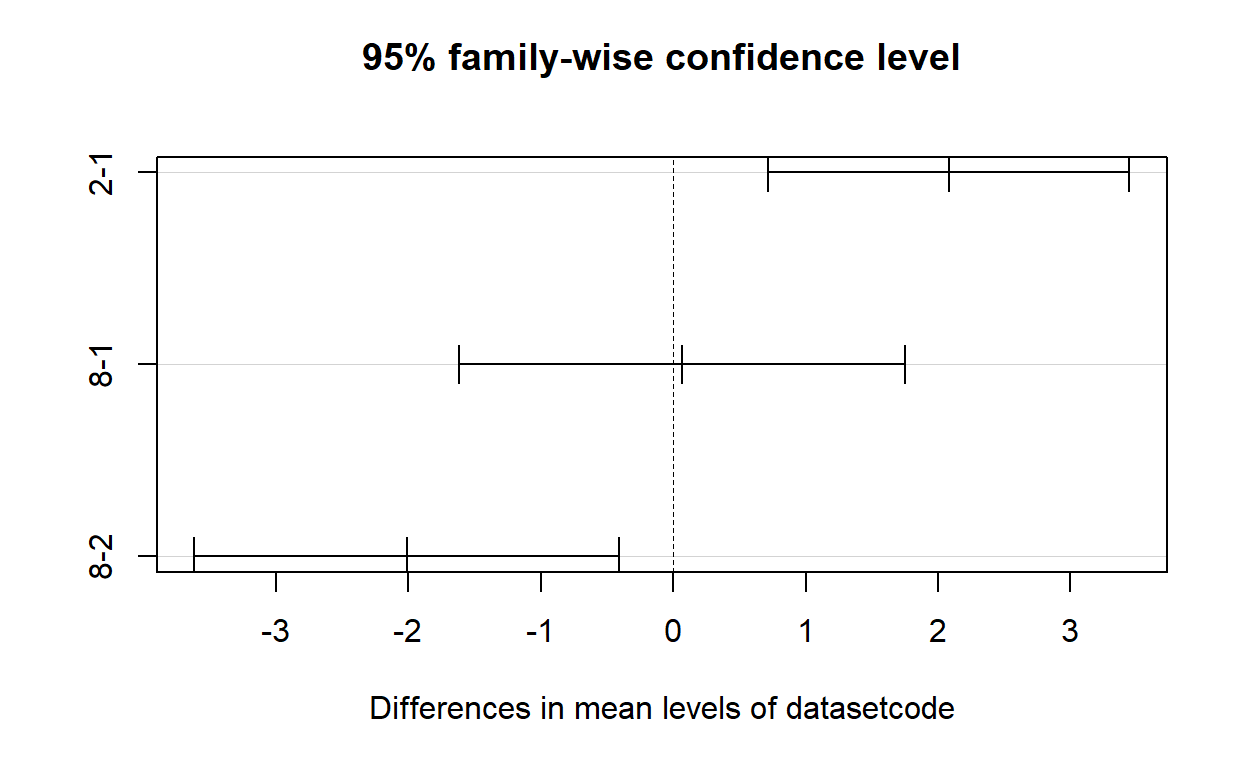 95% family-wise confidence level
2-1
8-1
8-2
-3 -2 -1 0 1 2 3
Differences in mean levels of datasetcode